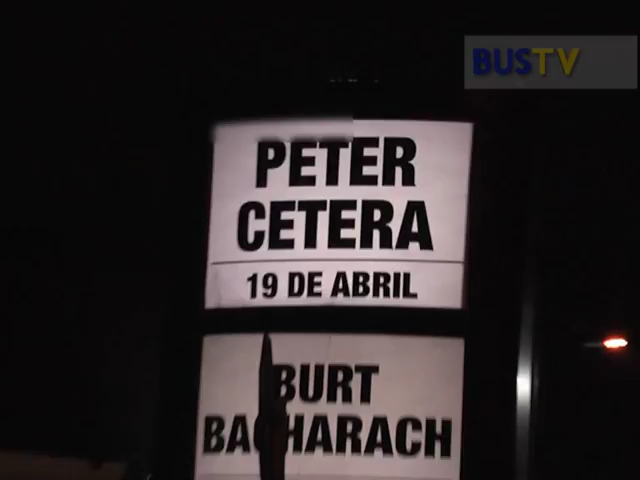 BUSTV
PETER
CETERA
19 DE ABRIL
BURT
BACHARACH